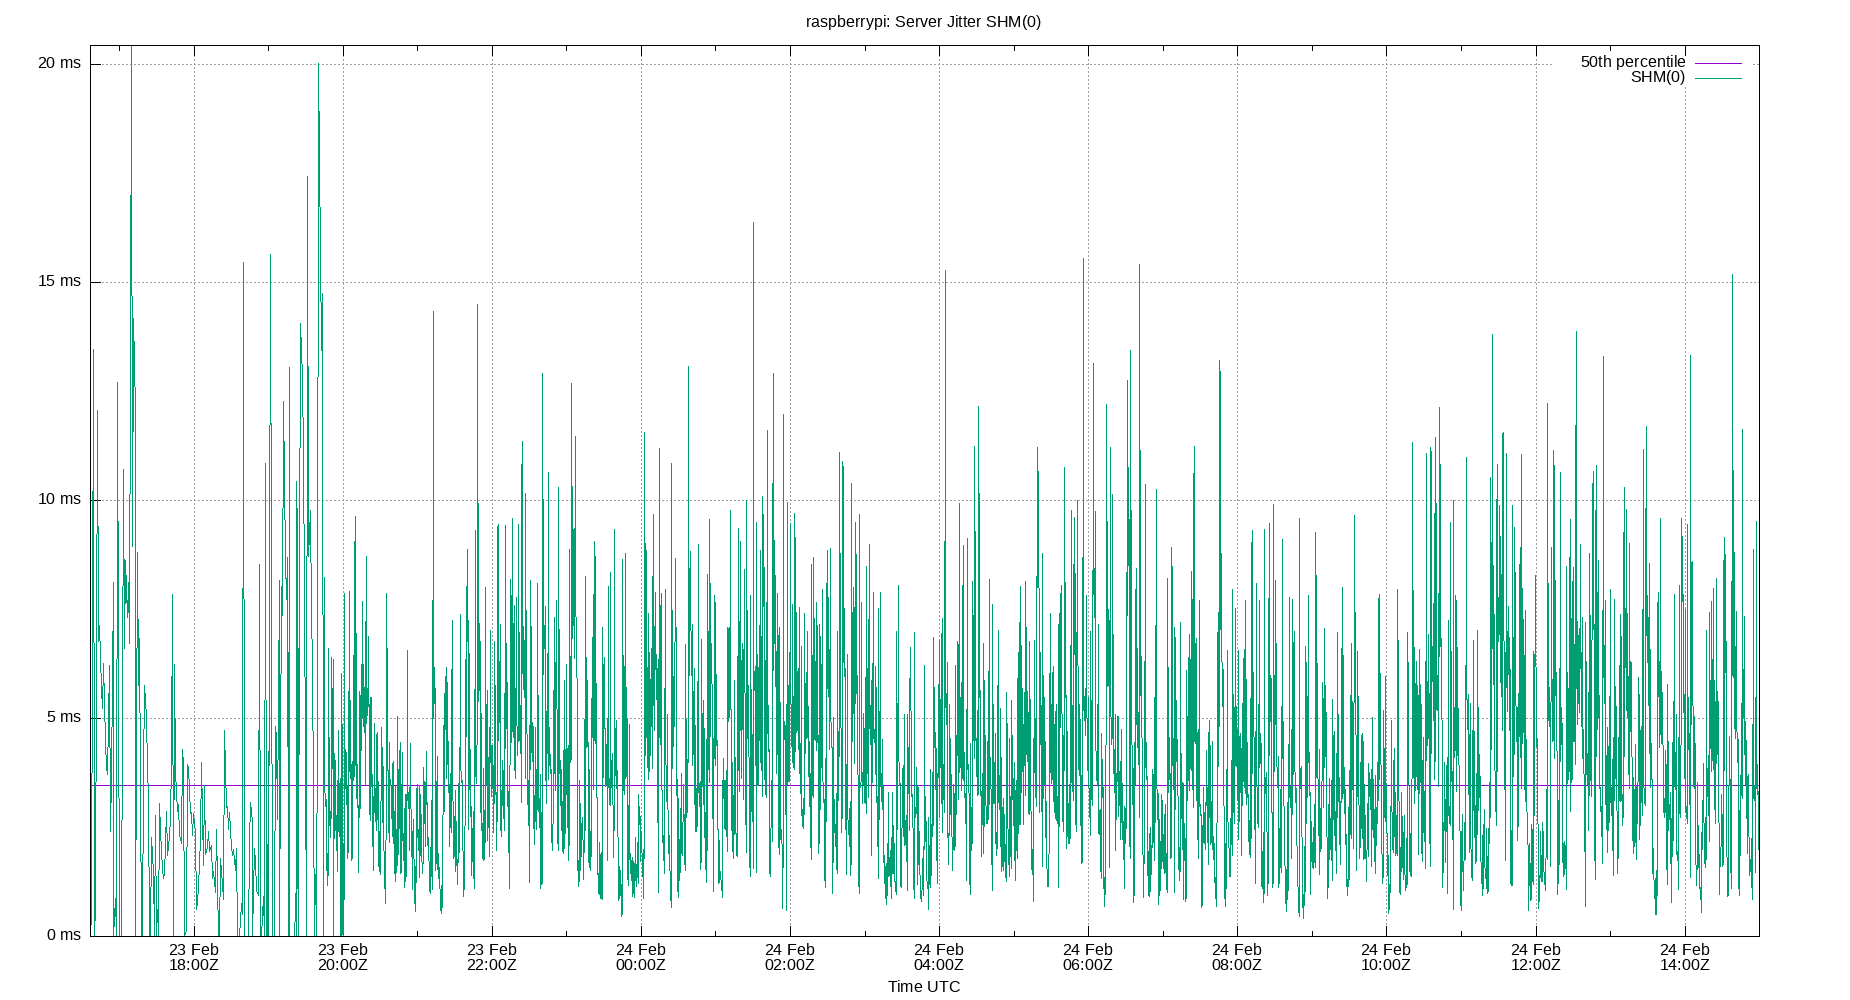 raspberrypi: Server Jitter SHM(0)
20 ms
15 ms
10 ms
5 ms
0 ms
50th percentile
SHM(0)
23 Feb 23 Feb 23 Feb 24 Feb 24 Feb 24 Feb 24 Feb 24 Feb 24 Feb 24 Feb 24 Feb
18:00Z 20:00Z 22:00Z 00:00Z 02:00Z 04:00Z 06:00Z 08:00Z 10:00Z 12:00Z 14:00Z
Time UTC